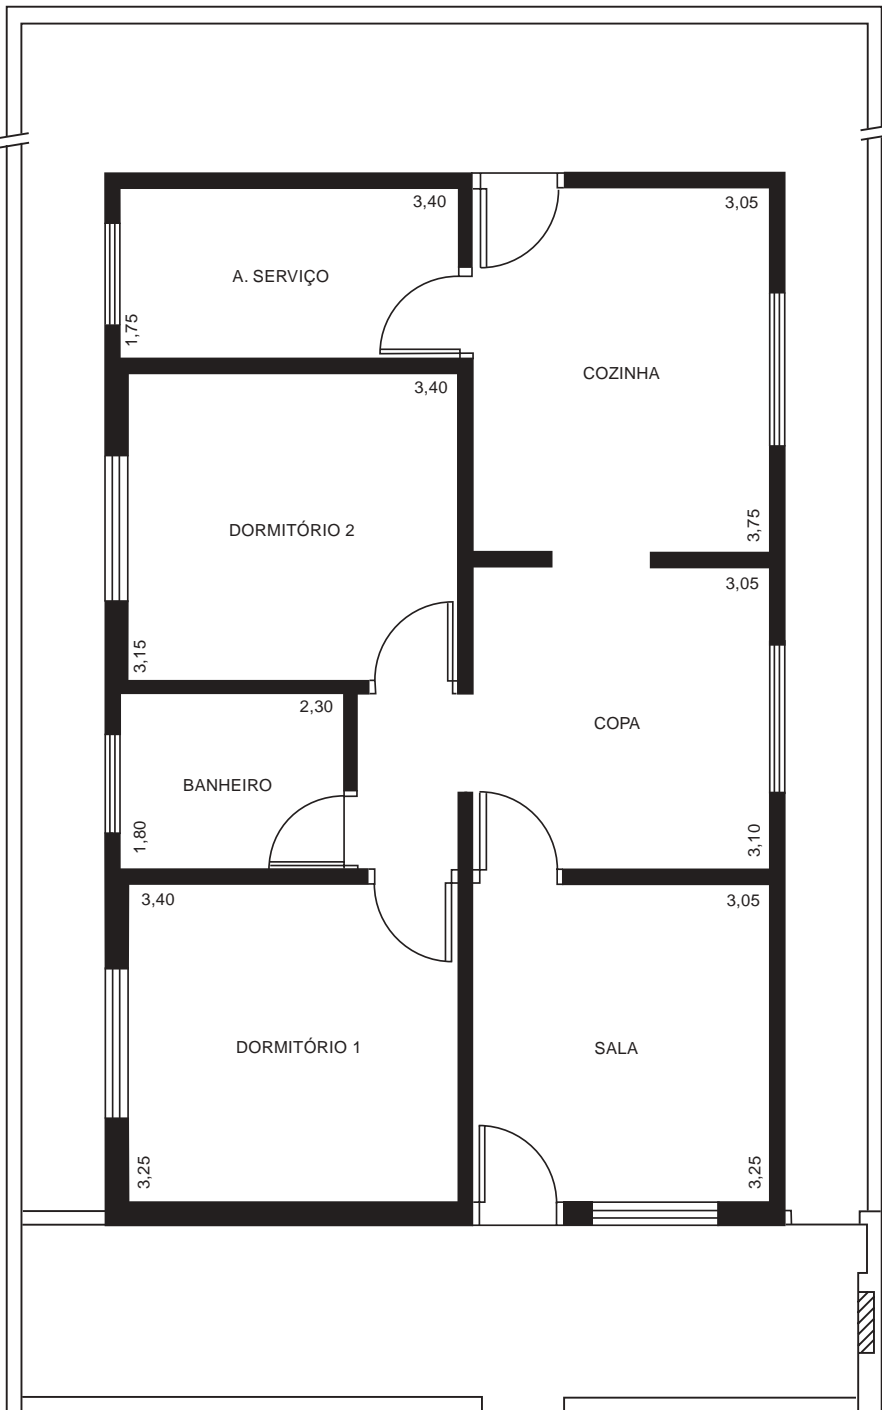 3,40
3,05
A. SERVIÇO
1,75
COZINHA
3,40
3,75
DORMITÓRIO 2
3,05
3,15
2,30
COPA
BANHEIRO
1,80
3,10
3,40
3,05
DORMITÓRIO 1
SALA
3,25
3,25